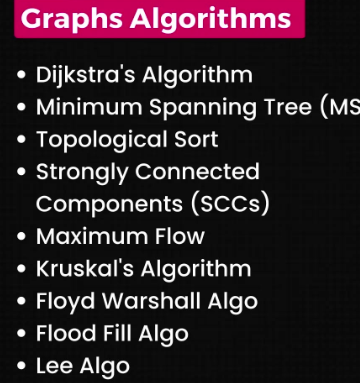 Graphs Algorithms
• Dijkstra's Algorithm
• Minimum Spanning Tree (MS
• Topological Sort
• Strongly Connected
Components (SCCs)
• Maximum Flow
• Kruskal's Algorithm
• Floyd Warshall Algo
• Flood Fill Algo
• Lee Algo